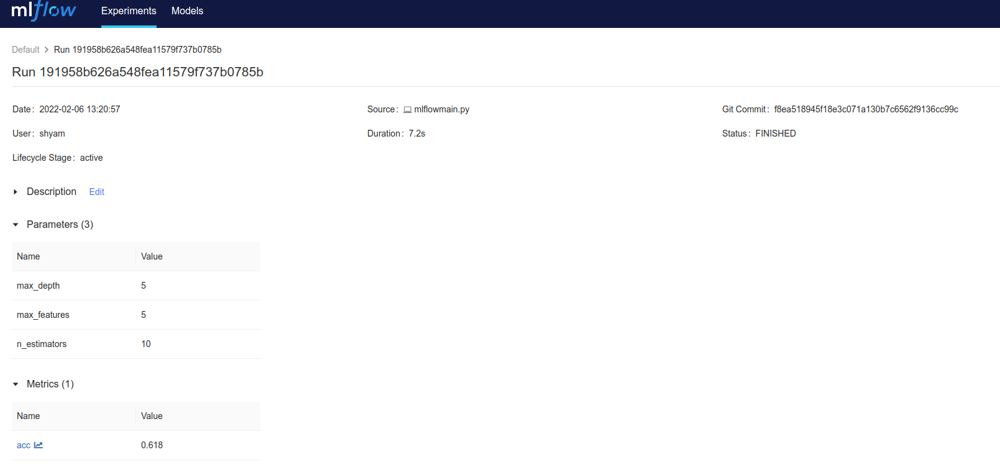 mlflow Experiments Models
Default > Run 191958b626a548fea11579f737b0785b
Run 191958b626a548fea11579f737b0785b
Date: 2022-02-06 13:20:57 Source: mlflowmain.py Git Commit: f8ea518945f18e3c071a130b7c6562f9136cc99c
User: shyam Duration: 7.2s Status: FINISHED
Lifecycle Stage: active
Description Edit
Parameters (3)
Name Value
max_depth 5
max_features 5
n_estimators 10
Metrics (1)
Name Value
acc 0.618